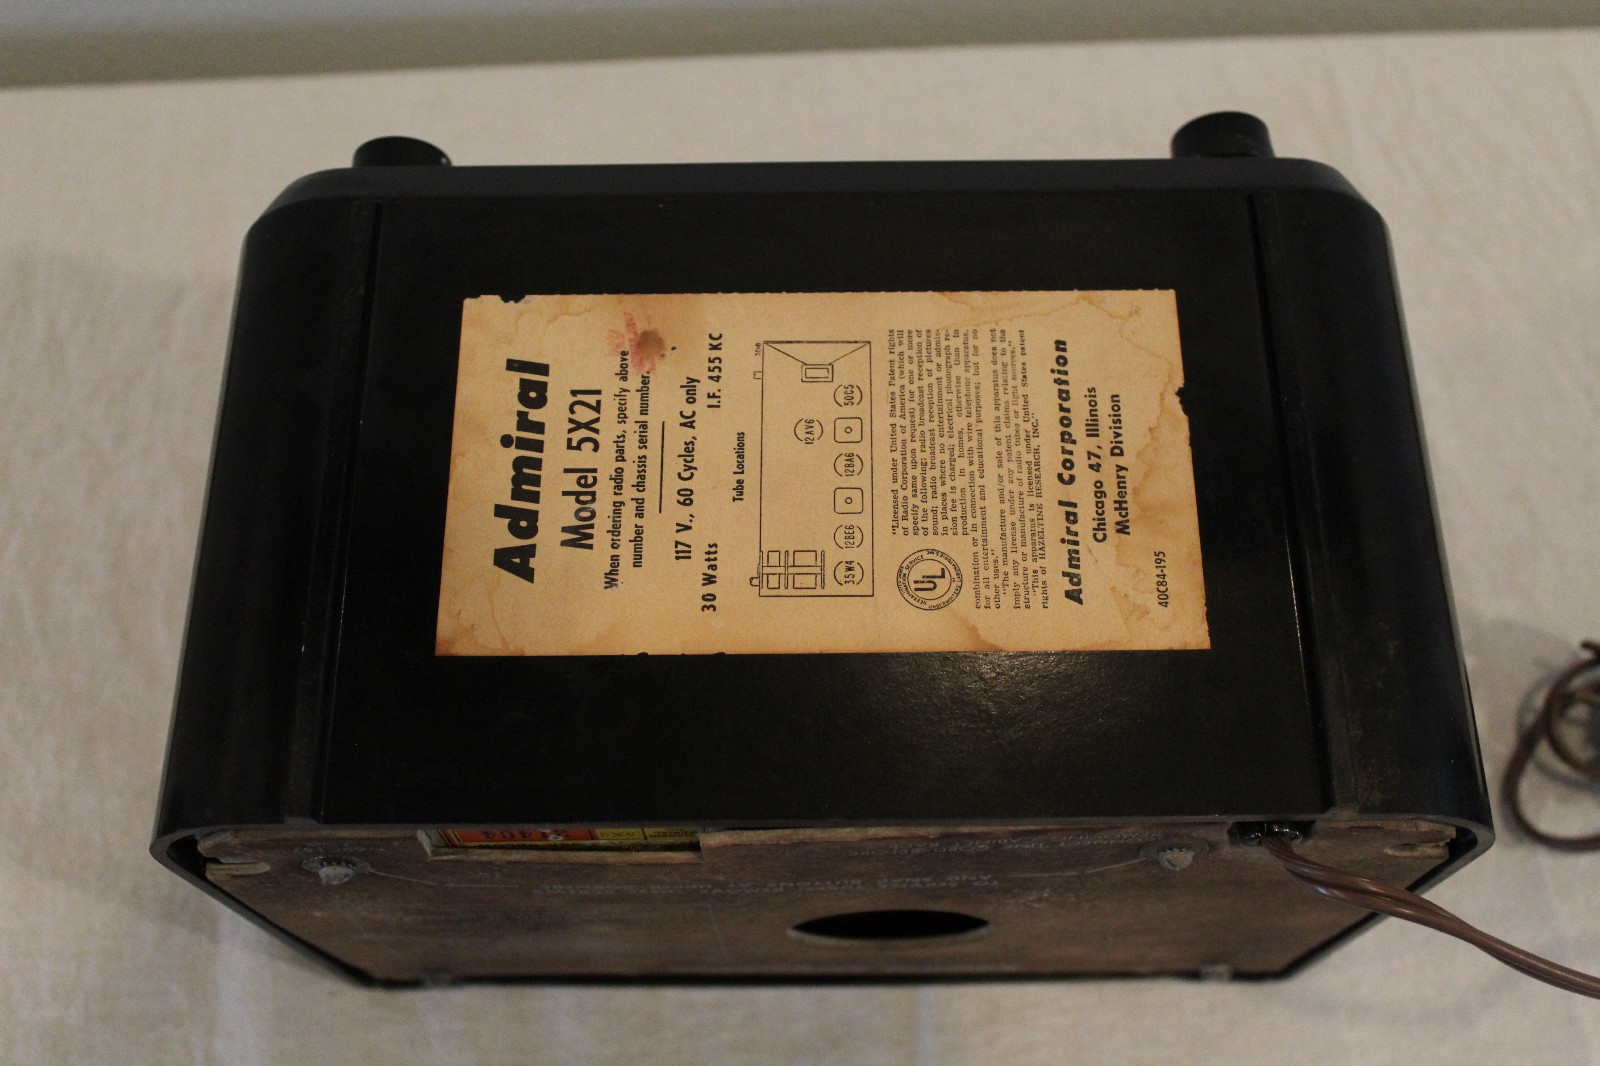 Admiral
Model 5X21
When ordering radio parts, specify above
number and chassis serial number.
117 V., 60 Cycles, AC only
30 Watts I.F. 455 KC
Tube Locations
35W4 12BE6 12BA6 12AV6 50C5
UL
"Licensed under United States Patent rights
of Radio Corporation of America (which will
specify same upon request) for one or more
of the following: radio broadcast reception of
sound; radio broadcast reception of pictures
in places where no entertainment or admis-
sion fee is charged; electrical phonograph re-
production in homes, otherwise than in
combination or in connection with wire telephone apparatus,
for all entertainment and educational purposes; but for no
other uses."
"The manufacture and/or sale of this apparatus does not
imply any license under any patent claims relating to the
structure or manufacture of radio tubes or light sources."
"This apparatus is licensed under United States patent
rights of HAZELTINE RESEARCH, INC."
Admiral Corporation
Chicago 47, Illinois
McHenry Division
40C84-195